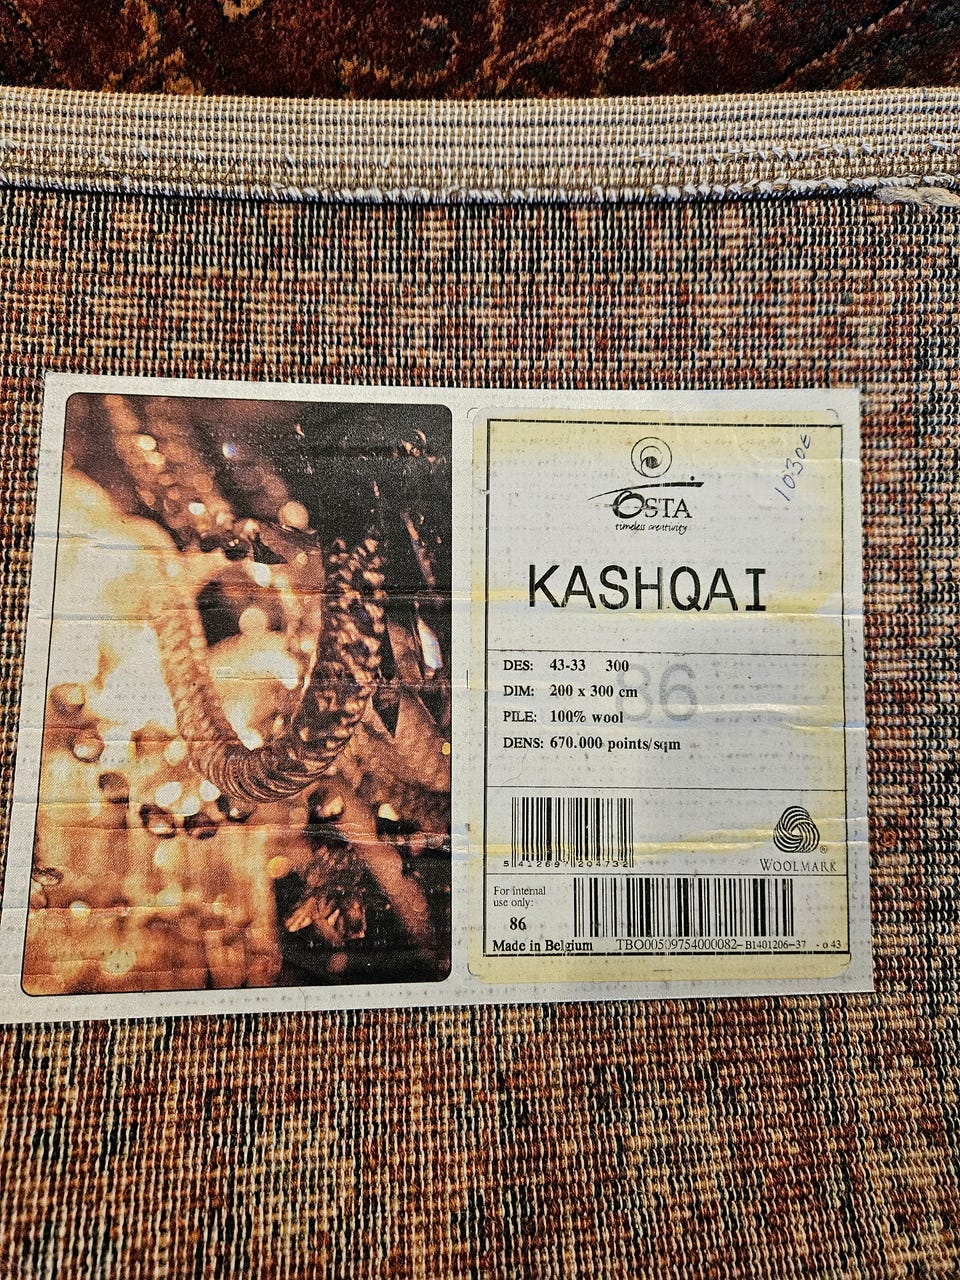 1030€
OSTA
timeless creativity
KASHQAI
DES: 43-33 300
DIM: 200 x 300 cm
PILE: 100% wool
DENS: 670.000 points/sqm
86
5 412697 204732
WOOLMARK
®
For internal
use only:
86
Made in Belgium TBO00509754000082-B1401206-37 - o 43